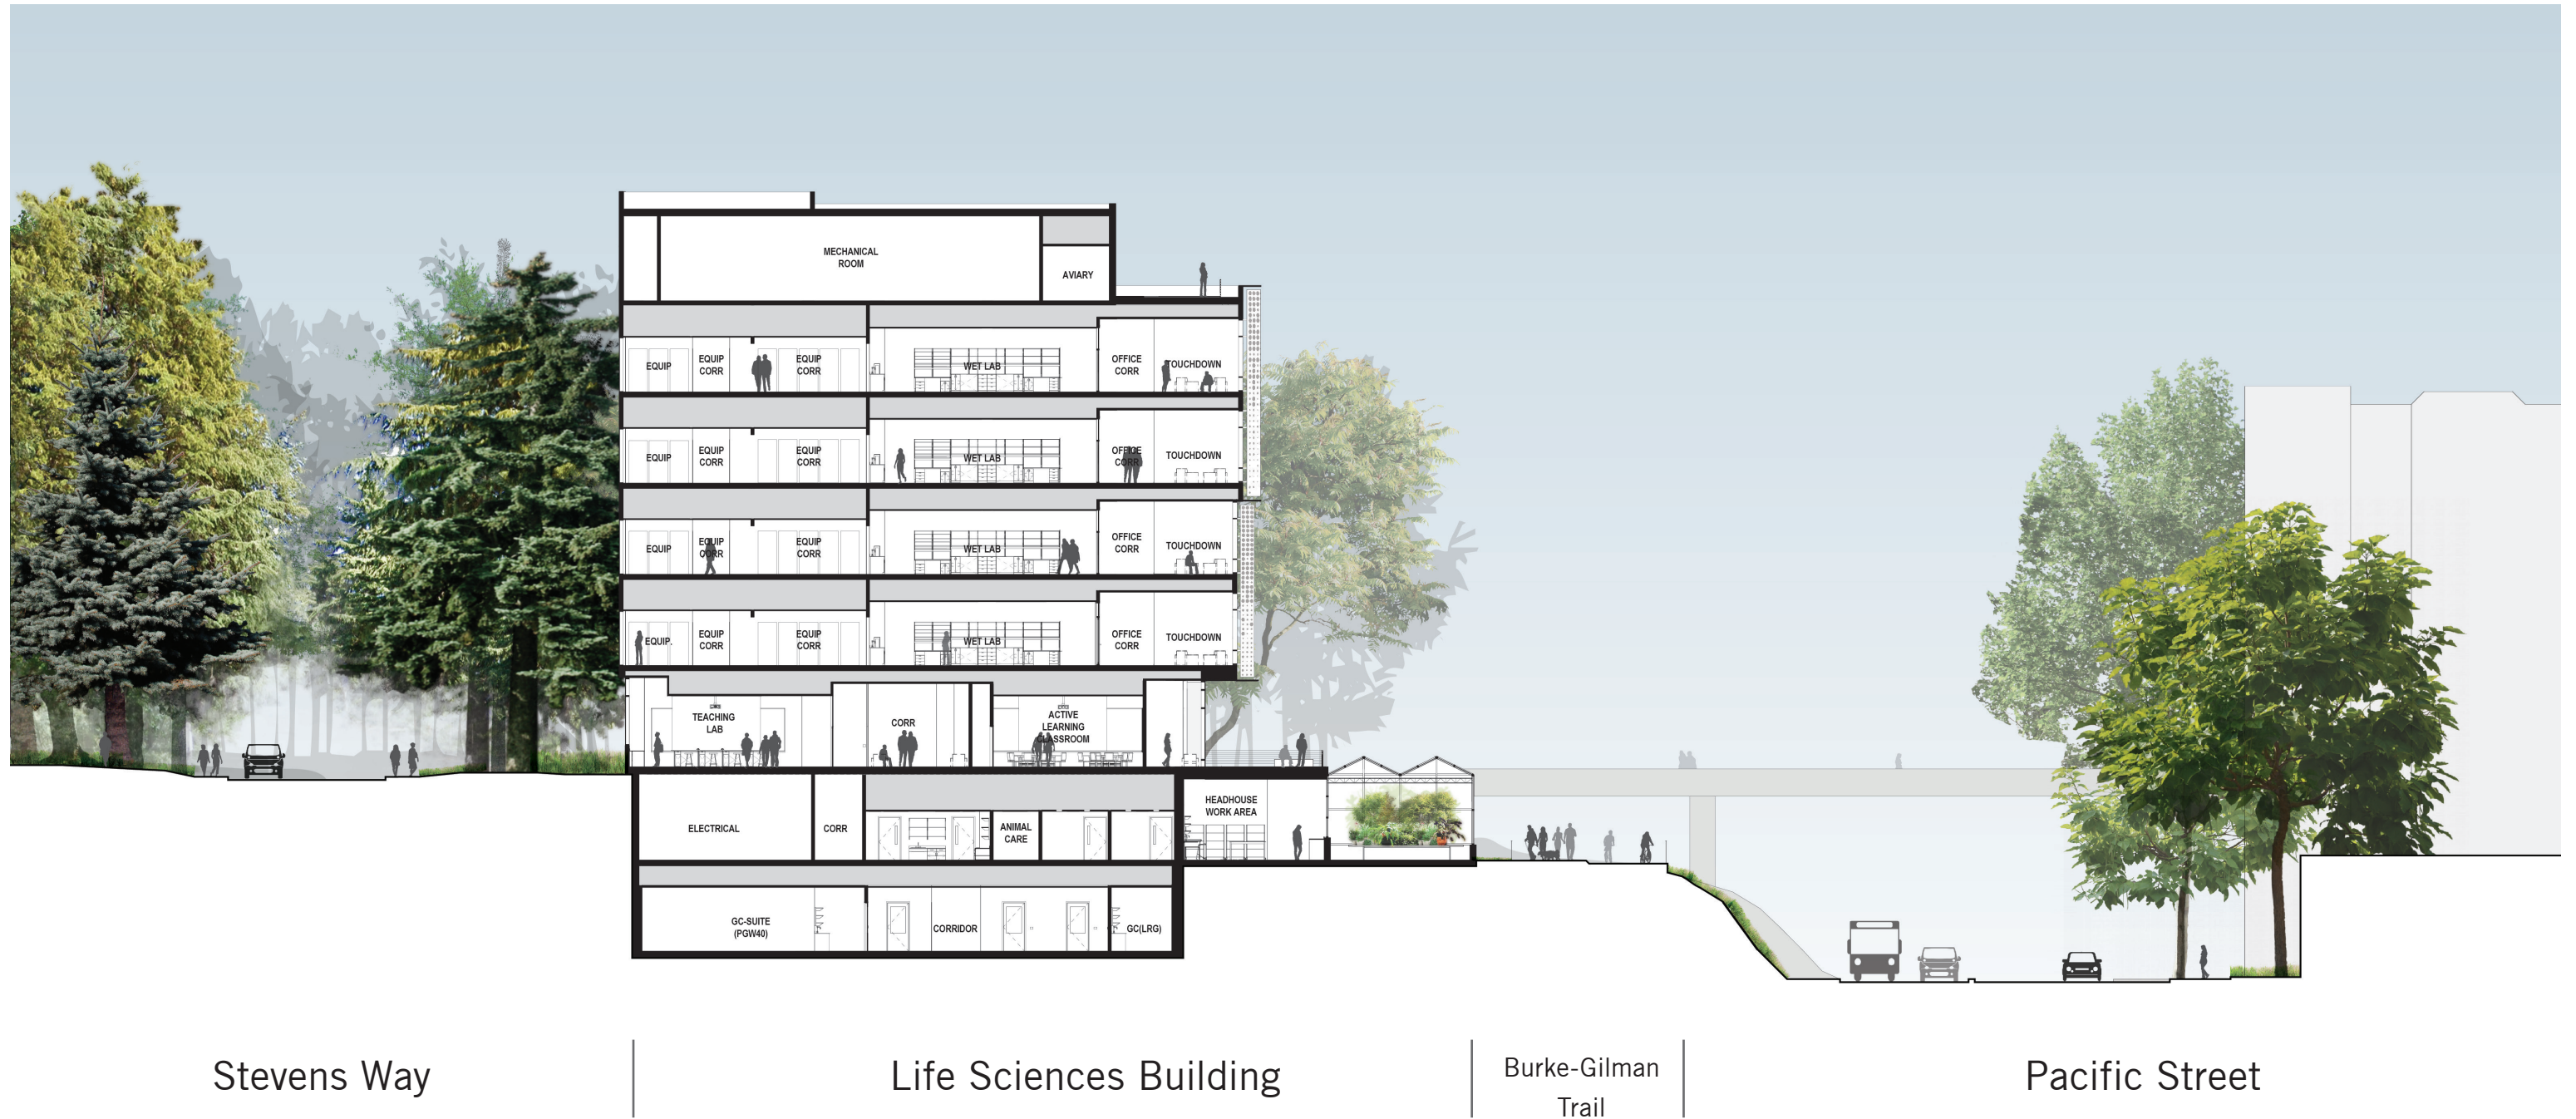 MECHANICAL
ROOM
AVIARY
EQUIP
EQUIP
CORR
EQUIP
CORR
WET LAB
OFFICE
CORR
TOUCHDOWN
EQUIP
EQUIP
CORR
EQUIP
CORR
WET LAB
OFFICE
CORR
TOUCHDOWN
EQUIP
EQUIP
CORR
EQUIP
CORR
WET LAB
OFFICE
CORR
TOUCHDOWN
EQUIP.
EQUIP
CORR
EQUIP
CORR
WET LAB
OFFICE
CORR
TOUCHDOWN
TEACHING
LAB
CORR
ACTIVE
LEARNING
CLASSROOM
ELECTRICAL
CORR
ANIMAL
CARE
HEADHOUSE
WORK AREA
GC-SUITE
(PGW40)
CORRIDOR
GC(LRG)
Stevens Way
Life Sciences Building
Burke-Gilman
Trail
Pacific Street